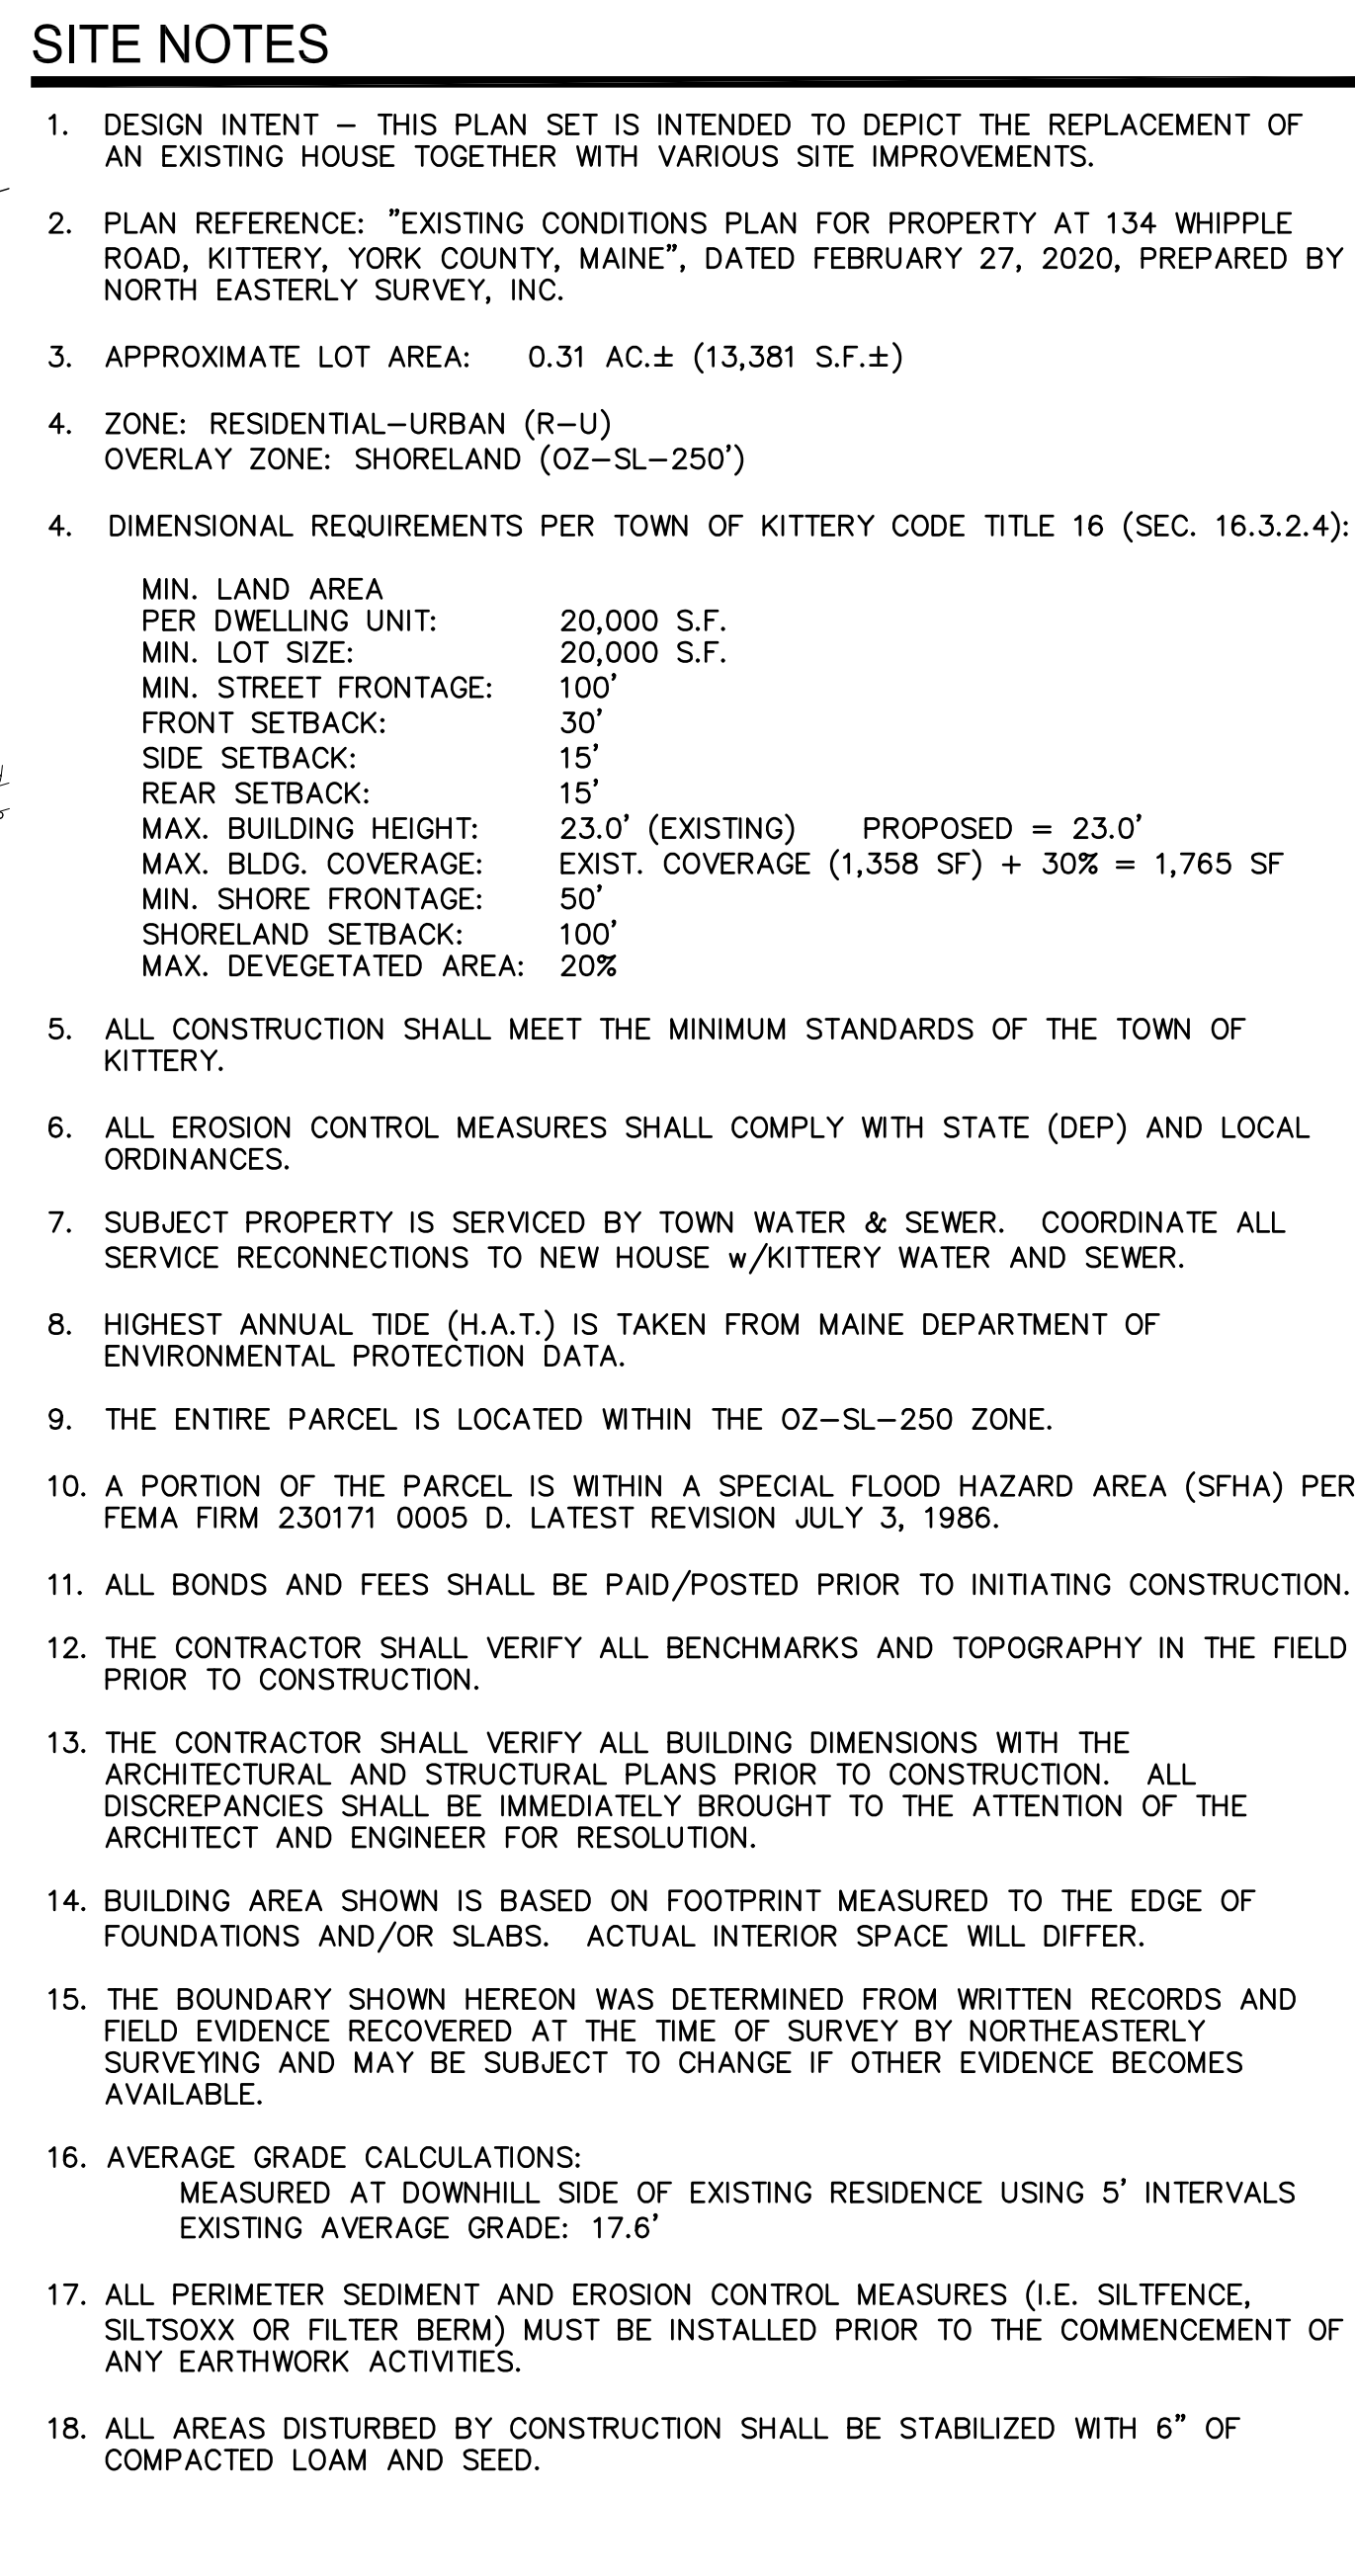 SITE NOTES
1. DESIGN INTENT – THIS PLAN SET IS INTENDED TO DEPICT THE REPLACEMENT OF
AN EXISTING HOUSE TOGETHER WITH VARIOUS SITE IMPROVEMENTS.
2. PLAN REFERENCE: "EXISTING CONDITIONS PLAN FOR PROPERTY AT 134 WHIPPLE
ROAD, KITTERY, YORK COUNTY, MAINE", DATED FEBRUARY 27, 2020, PREPARED BY
NORTH EASTERLY SURVEY, INC.
3. APPROXIMATE LOT AREA: 0.31 AC.± (13,381 S.F.±)
4. ZONE: RESIDENTIAL–URBAN (R–U)
OVERLAY ZONE: SHORELAND (OZ–SL–250')
4. DIMENSIONAL REQUIREMENTS PER TOWN OF KITTERY CODE TITLE 16 (SEC. 16.3.2.4):
MIN. LAND AREA
PER DWELLING UNIT: 20,000 S.F.
MIN. LOT SIZE: 20,000 S.F.
MIN. STREET FRONTAGE: 100'
FRONT SETBACK: 30'
SIDE SETBACK: 15'
REAR SETBACK: 15'
MAX. BUILDING HEIGHT: 23.0' (EXISTING) PROPOSED = 23.0'
MAX. BLDG. COVERAGE: EXIST. COVERAGE (1,358 SF) + 30% = 1,765 SF
MIN. SHORE FRONTAGE: 50'
SHORELAND SETBACK: 100'
MAX. DEVEGETATED AREA: 20%
5. ALL CONSTRUCTION SHALL MEET THE MINIMUM STANDARDS OF THE TOWN OF
KITTERY.
6. ALL EROSION CONTROL MEASURES SHALL COMPLY WITH STATE (DEP) AND LOCAL
ORDINANCES.
7. SUBJECT PROPERTY IS SERVICED BY TOWN WATER & SEWER. COORDINATE ALL
SERVICE RECONNECTIONS TO NEW HOUSE w/KITTERY WATER AND SEWER.
8. HIGHEST ANNUAL TIDE (H.A.T.) IS TAKEN FROM MAINE DEPARTMENT OF
ENVIRONMENTAL PROTECTION DATA.
9. THE ENTIRE PARCEL IS LOCATED WITHIN THE OZ–SL–250 ZONE.
10. A PORTION OF THE PARCEL IS WITHIN A SPECIAL FLOOD HAZARD AREA (SFHA) PER
FEMA FIRM 230171 0005 D. LATEST REVISION JULY 3, 1986.
11. ALL BONDS AND FEES SHALL BE PAID/POSTED PRIOR TO INITIATING CONSTRUCTION.
12. THE CONTRACTOR SHALL VERIFY ALL BENCHMARKS AND TOPOGRAPHY IN THE FIELD
PRIOR TO CONSTRUCTION.
13. THE CONTRACTOR SHALL VERIFY ALL BUILDING DIMENSIONS WITH THE
ARCHITECTURAL AND STRUCTURAL PLANS PRIOR TO CONSTRUCTION. ALL
DISCREPANCIES SHALL BE IMMEDIATELY BROUGHT TO THE ATTENTION OF THE
ARCHITECT AND ENGINEER FOR RESOLUTION.
14. BUILDING AREA SHOWN IS BASED ON FOOTPRINT MEASURED TO THE EDGE OF
FOUNDATIONS AND/OR SLABS. ACTUAL INTERIOR SPACE WILL DIFFER.
15. THE BOUNDARY SHOWN HEREON WAS DETERMINED FROM WRITTEN RECORDS AND
FIELD EVIDENCE RECOVERED AT THE TIME OF SURVEY BY NORTHEASTERLY
SURVEYING AND MAY BE SUBJECT TO CHANGE IF OTHER EVIDENCE BECOMES
AVAILABLE.
16. AVERAGE GRADE CALCULATIONS:
MEASURED AT DOWNHILL SIDE OF EXISTING RESIDENCE USING 5' INTERVALS
EXISTING AVERAGE GRADE: 17.6'
17. ALL PERIMETER SEDIMENT AND EROSION CONTROL MEASURES (I.E. SILTFENCE,
SILTSOXX OR FILTER BERM) MUST BE INSTALLED PRIOR TO THE COMMENCEMENT OF
ANY EARTHWORK ACTIVITIES.
18. ALL AREAS DISTURBED BY CONSTRUCTION SHALL BE STABILIZED WITH 6" OF
COMPACTED LOAM AND SEED.